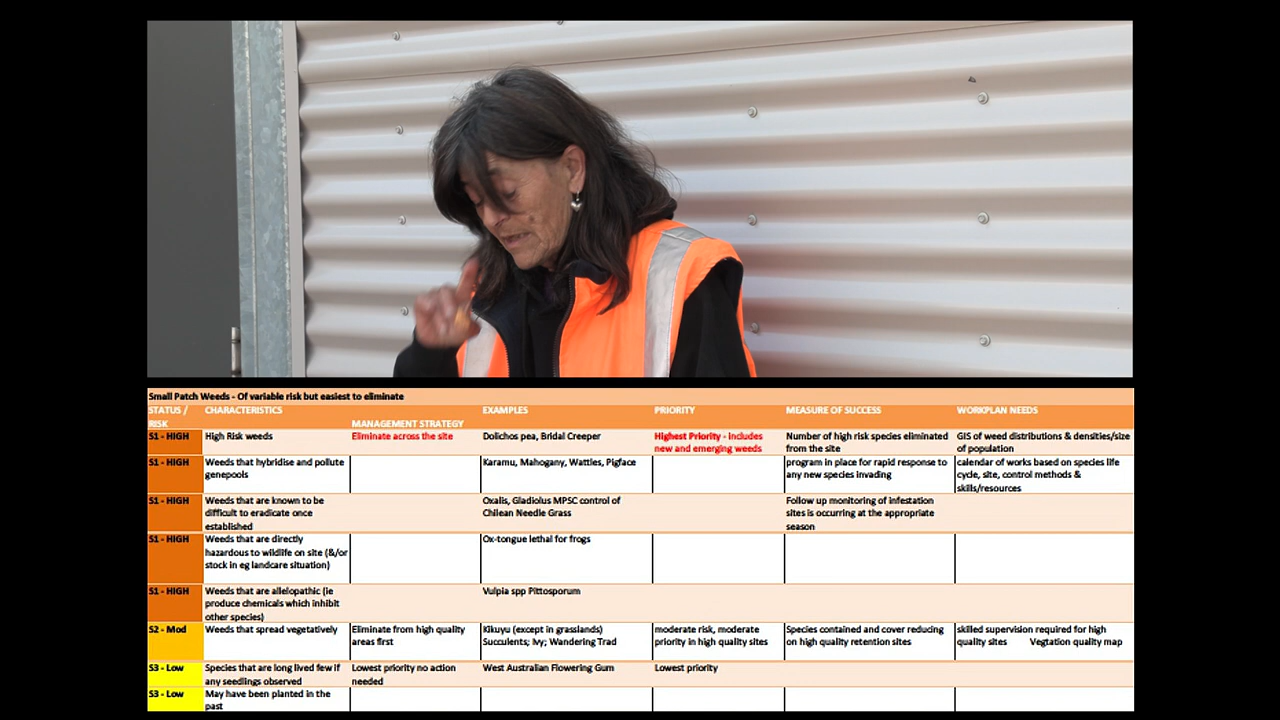 Small Patch Weeds - Of variable risk but easiest to eliminate
STATUS / RISK CHARACTERISTICS MANAGEMENT STRATEGY EXAMPLES PRIORITY MEASURE OF SUCCESS WORKPLAN NEEDS
S1 - HIGH High Risk weeds Eliminate across the site Dolichos pea, Bridal Creeper Highest Priority - includes Number of high risk species eliminated GIS of weed distributions & densities/size
new and emerging weeds from the site of population
S1 - HIGH Weeds that hybridise and pollute Karamu, Mahogany, Wattles, Pigface program in place for rapid response to calendar of works based on species life
genepools any new species invading cycle, site, control methods &
skills/resources
S1 - HIGH Weeds that are known to be Oxalis, Gladiolus MPSC control of Follow up monitoring of infestation
difficult to eradicate once Chilean Needle Grass sites is occurring at the appropriate
established season
S1 - HIGH Weeds that are directly Ox-tongue lethal for frogs
hazardous to wildlife on site (&/or
stock in eg landcare situation)
S1 - HIGH Weeds that are allelopathic (ie Vulpia spp Pittosporum
produce chemicals which inhibit
other species)
S2 - Mod Weeds that spread vegetatively Eliminate from high quality Kikuyu (except in grasslands) moderate risk, moderate Species contained and cover reducing skilled supervision required for high
areas first Succulents; Ivy; Wandering Trad priority in high quality sites on high quality retention sites quality sites Vegtation quality map
S3 - Low Species that are long lived few if Lowest priority no action West Australian Flowering Gum Lowest priority
any seedlings observed needed
S3 - Low May have been planted in the
past